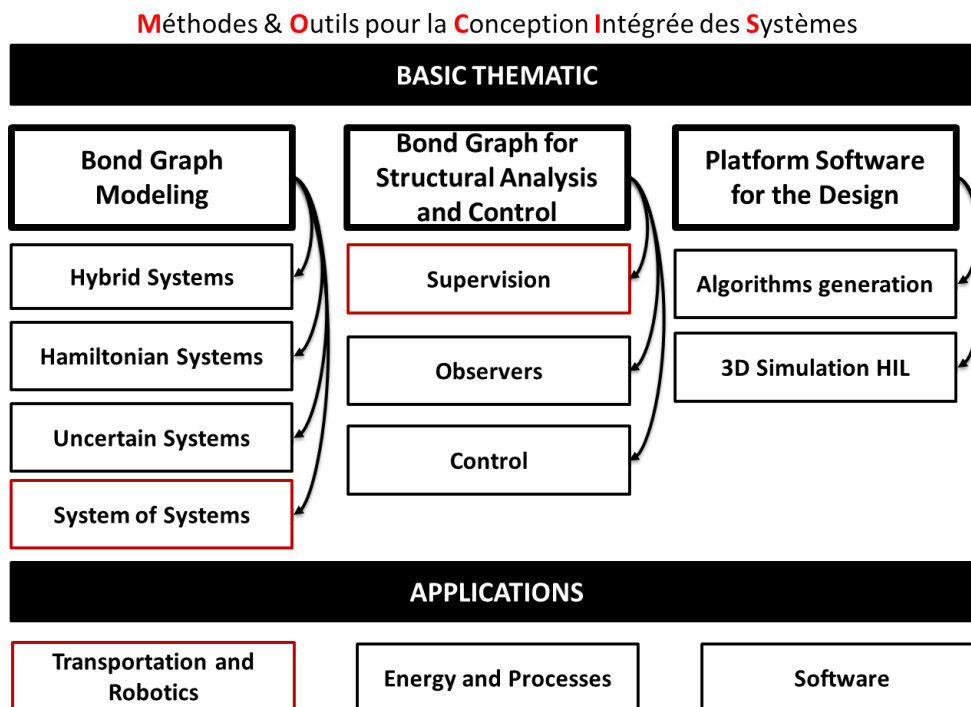 Méthodes & Outils pour la Conception Intégrée des Systèmes
BASIC THEMATIC
Bond Graph
Modeling
Bond Graph for
Structural Analysis
and Control
Platform Software
for the Design
Hybrid Systems
Supervision
Algorithms generation
Hamiltonian Systems
Observers
3D Simulation HIL
Uncertain Systems
Control
System of Systems
APPLICATIONS
Transportation and
Robotics
Energy and Processes
Software